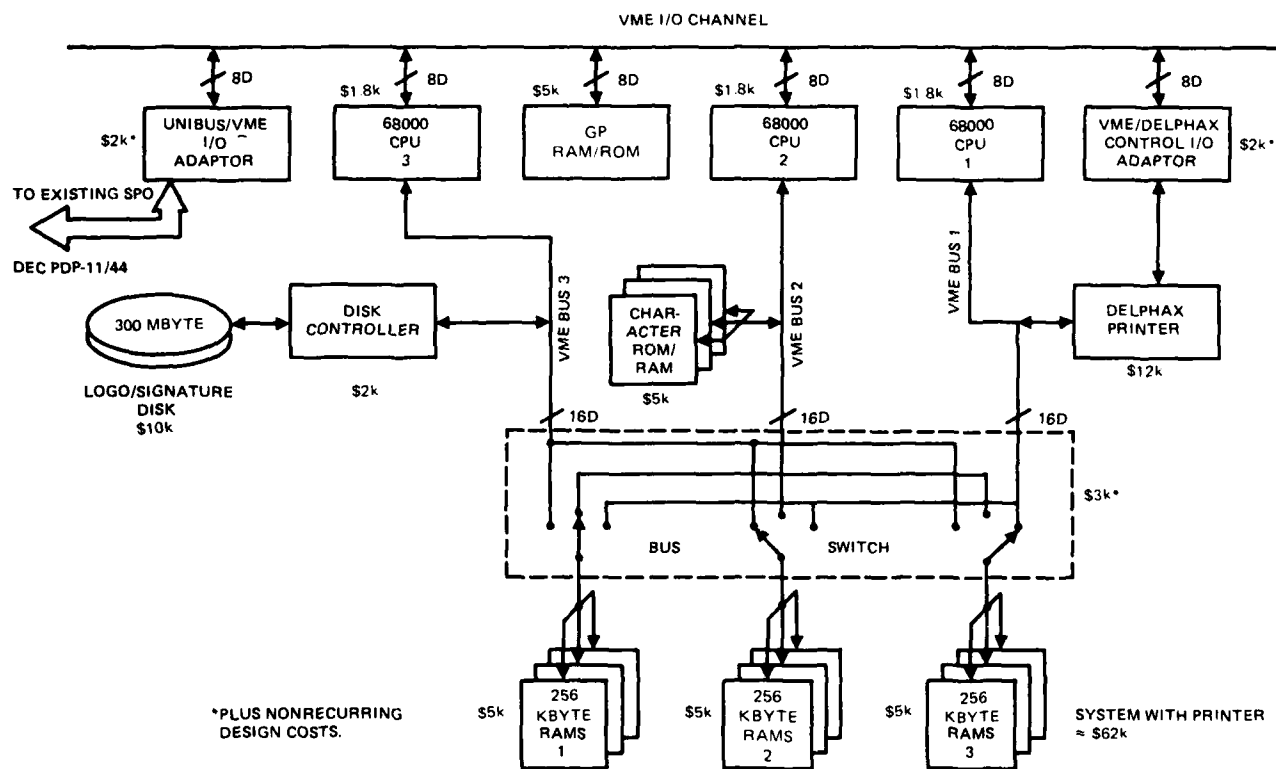 VME I/O CHANNEL
8D
8D
8D
8D
8D
8D
$2k*
UNIBUS/VME
I/O
ADAPTOR
$1.8k
68000
CPU
3
$5k
GP
RAM/ROM
$1.8k
68000
CPU
2
$1.8k
68000
CPU
1
VME/DELPHAX
CONTROL I/O
ADAPTOR
$2k*
TO EXISTING SPO
DEC PDP-11/44
300 MBYTE
LOGO/SIGNATURE
DISK
$10k
DISK
CONTROLLER
$2k
VME BUS 3
CHAR-
ACTER
ROM/
RAM
$5k
VME BUS 2
VME BUS 1
DELPHAX
PRINTER
$12k
16D
16D
16D
BUS SWITCH
$3k*
*PLUS NONRECURRING
DESIGN COSTS.
$5k
256
KBYTE
RAMS
1
$5k
256
KBYTE
RAMS
2
$5k
256
KBYTE
RAMS
3
SYSTEM WITH PRINTER
≈ $62k